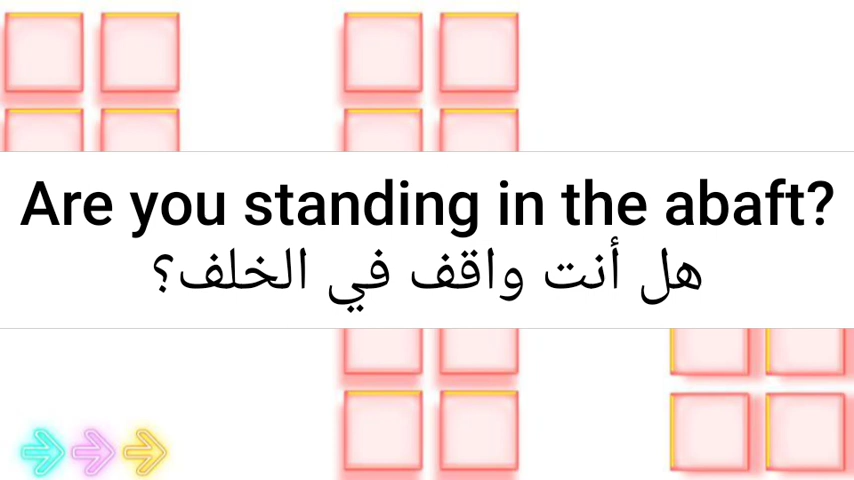 Are you standing in the abaft?
هل أنت واقف في الخلف؟